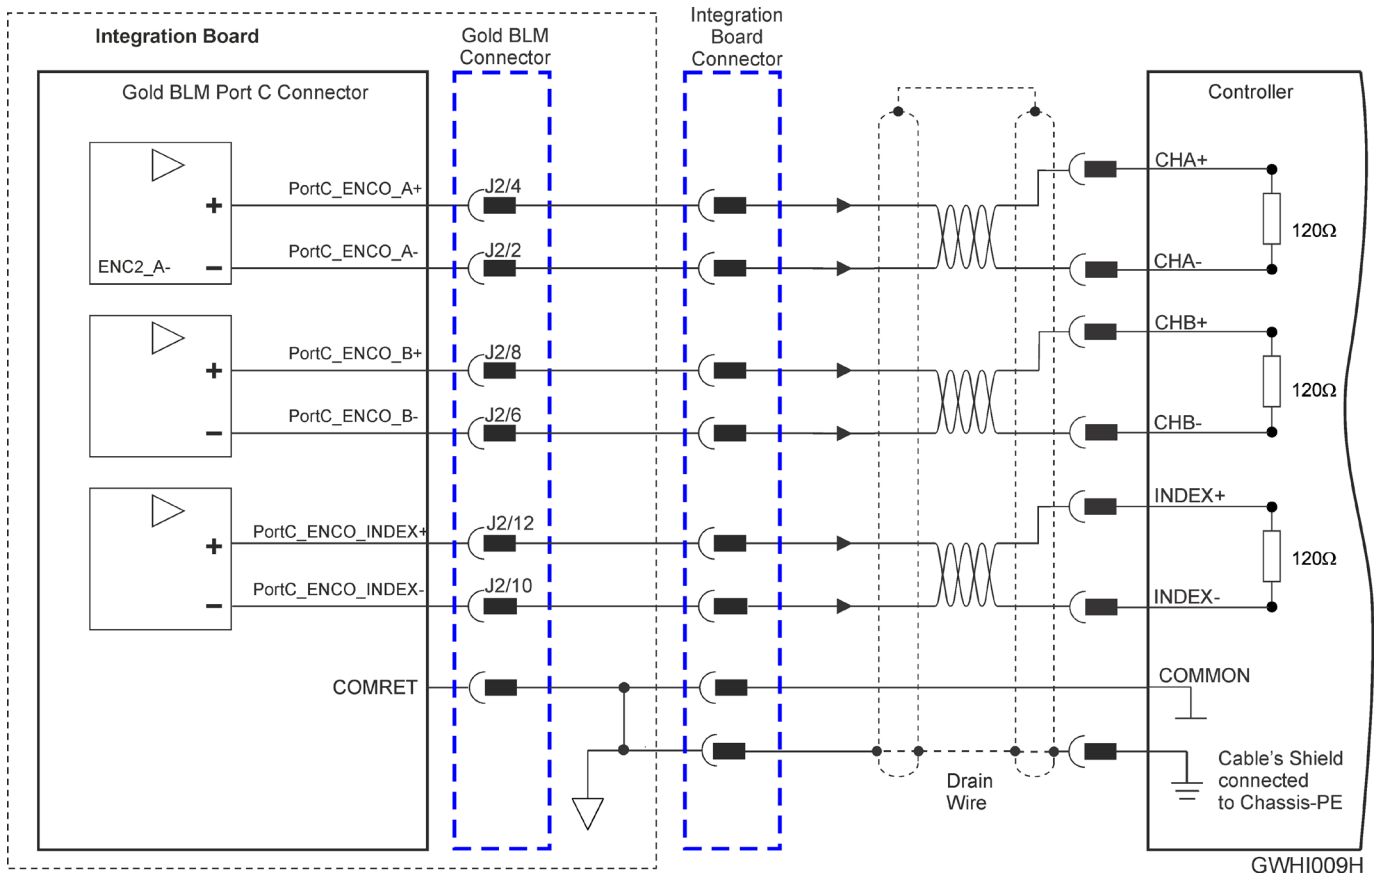 Integration Board
Gold BLM
Connector
Integration
Board
Connector
Gold BLM Port C Connector
Controller
PortC_ENCO_A+
J2/4
CHA+
+
120Ω
PortC_ENCO_A-
J2/2
CHA-
ENC2_A-
−
PortC_ENCO_B+
J2/8
CHB+
+
120Ω
PortC_ENCO_B-
J2/6
CHB-
−
PortC_ENCO_INDEX+
J2/12
INDEX+
+
120Ω
PortC_ENCO_INDEX-
J2/10
INDEX-
−
COMRET
COMMON
Drain
Wire
Cable's Shield
connected
to Chassis-PE
GWHI009H